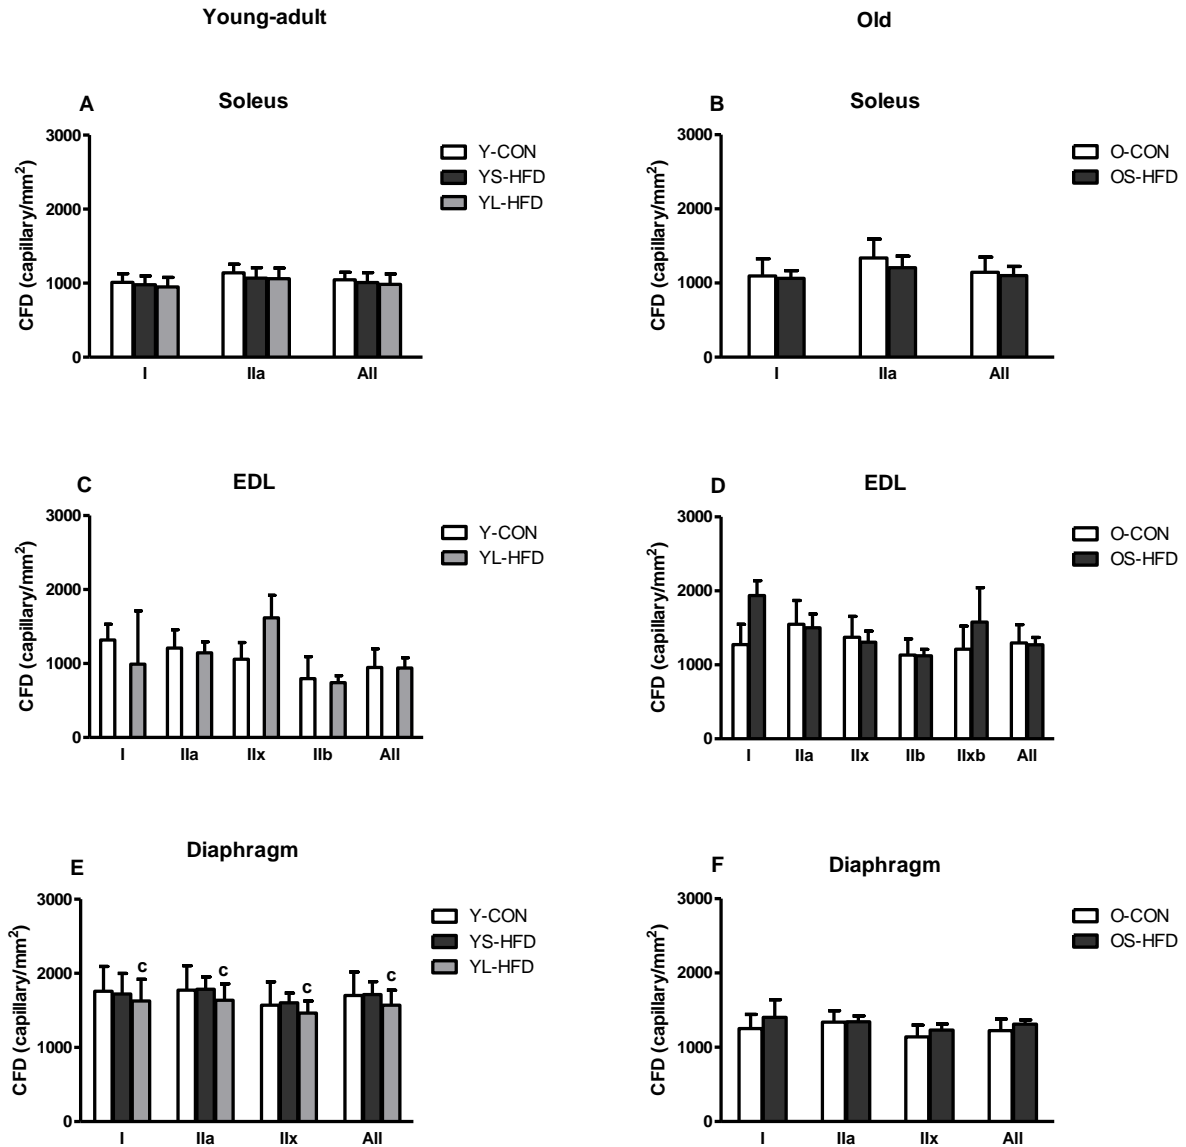 Young-adult
Old
A
Soleus
CFD (capillary/mm²)
3000
2000
1000
0
I IIa All
Y-CON
YS-HFD
YL-HFD
B
Soleus
CFD (capillary/mm²)
3000
2000
1000
0
I IIa All
O-CON
OS-HFD
C
EDL
CFD (capillary/mm²)
3000
2000
1000
0
I IIa IIx IIb All
Y-CON
YL-HFD
D
EDL
CFD (capillary/mm²)
3000
2000
1000
0
I IIa IIx IIb IIxb All
O-CON
OS-HFD
E
Diaphragm
CFD (capillary/mm²)
3000
2000
1000
0
c c c c
I IIa IIx All
Y-CON
YS-HFD
YL-HFD
F
Diaphragm
CFD (capillary/mm²)
3000
2000
1000
0
I IIa IIx All
O-CON
OS-HFD